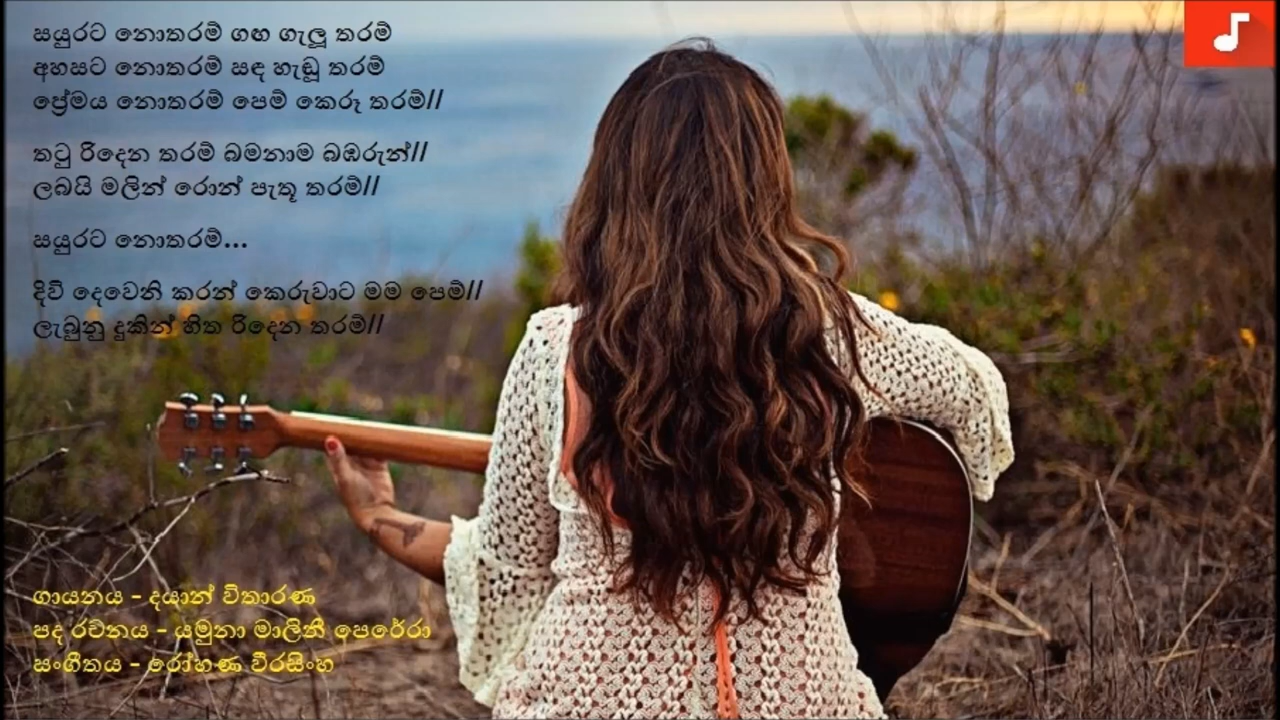 සයුරට නොතරම් ගඟ ගැලූ තරම්
අහසට නොතරම් සඳ හැඬූ තරම්
ප්‍රේමය නොතරම් පෙම් කෙරූ තරම්//
තටු රිදෙන තරම් බමනාම බඹරුන්//
ලබයි මලින් රොන් පැතූ තරම්//
සයුරට නොතරම්...
දිවි දෙවෙනි කරන් කෙරුවාට මම පෙම්//
ලැබුනු දුකින් හිත රිදෙන තරම්//
ගායනය - දයාන් විතාරණ
පද රචනය - යමුනා මාලිනී පෙරේරා
සංගීතය - රෝහණ වීරසිංහ